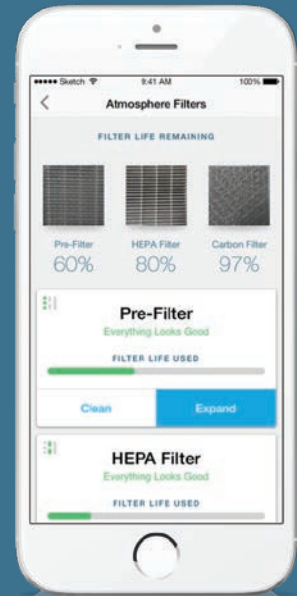 Sketch 9:41 AM 100%
Atmosphere Filters
FILTER LIFE REMAINING
Pre-Filter HEPA Filter Carbon Filter
60% 80% 97%
Pre-Filter
Everything Looks Good
FILTER LIFE USED
Clean Expand
HEPA Filter
Everything Looks Good
FILTER LIFE USED